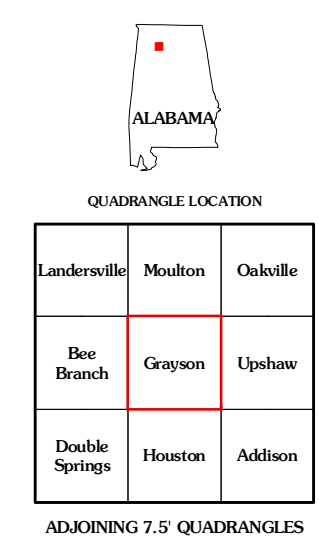 ALABAMA
QUADRANGLE LOCATION
Landersville Moulton Oakville
Bee
Branch
Grayson Upshaw
Double
Springs
Houston Addison
ADJOINING 7.5' QUADRANGLES